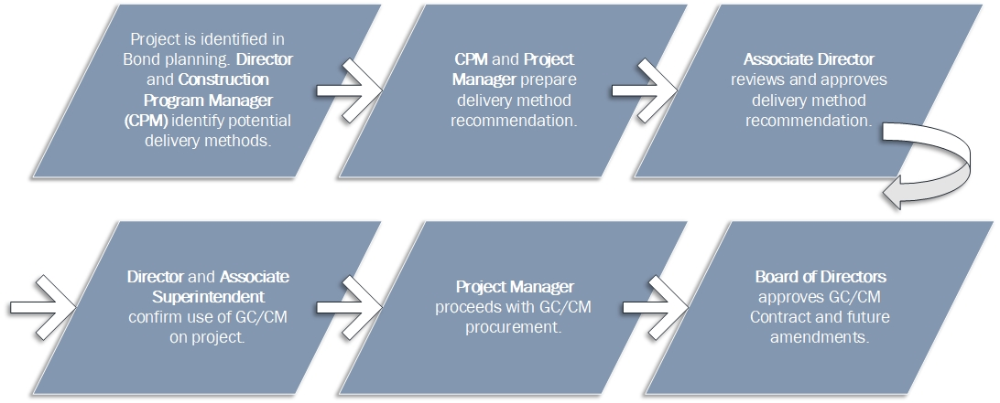 Project is identified in
Bond planning. Director
and Construction
Program Manager
(CPM) identify potential
delivery methods.
CPM and Project
Manager prepare
delivery method
recommendation.
Associate Director
reviews and approves
delivery method
recommendation.
Director and Associate
Superintendent
confirm use of GC/CM
on project.
Project Manager
proceeds with GC/CM
procurement.
Board of Directors
approves GC/CM
Contract and future
amendments.